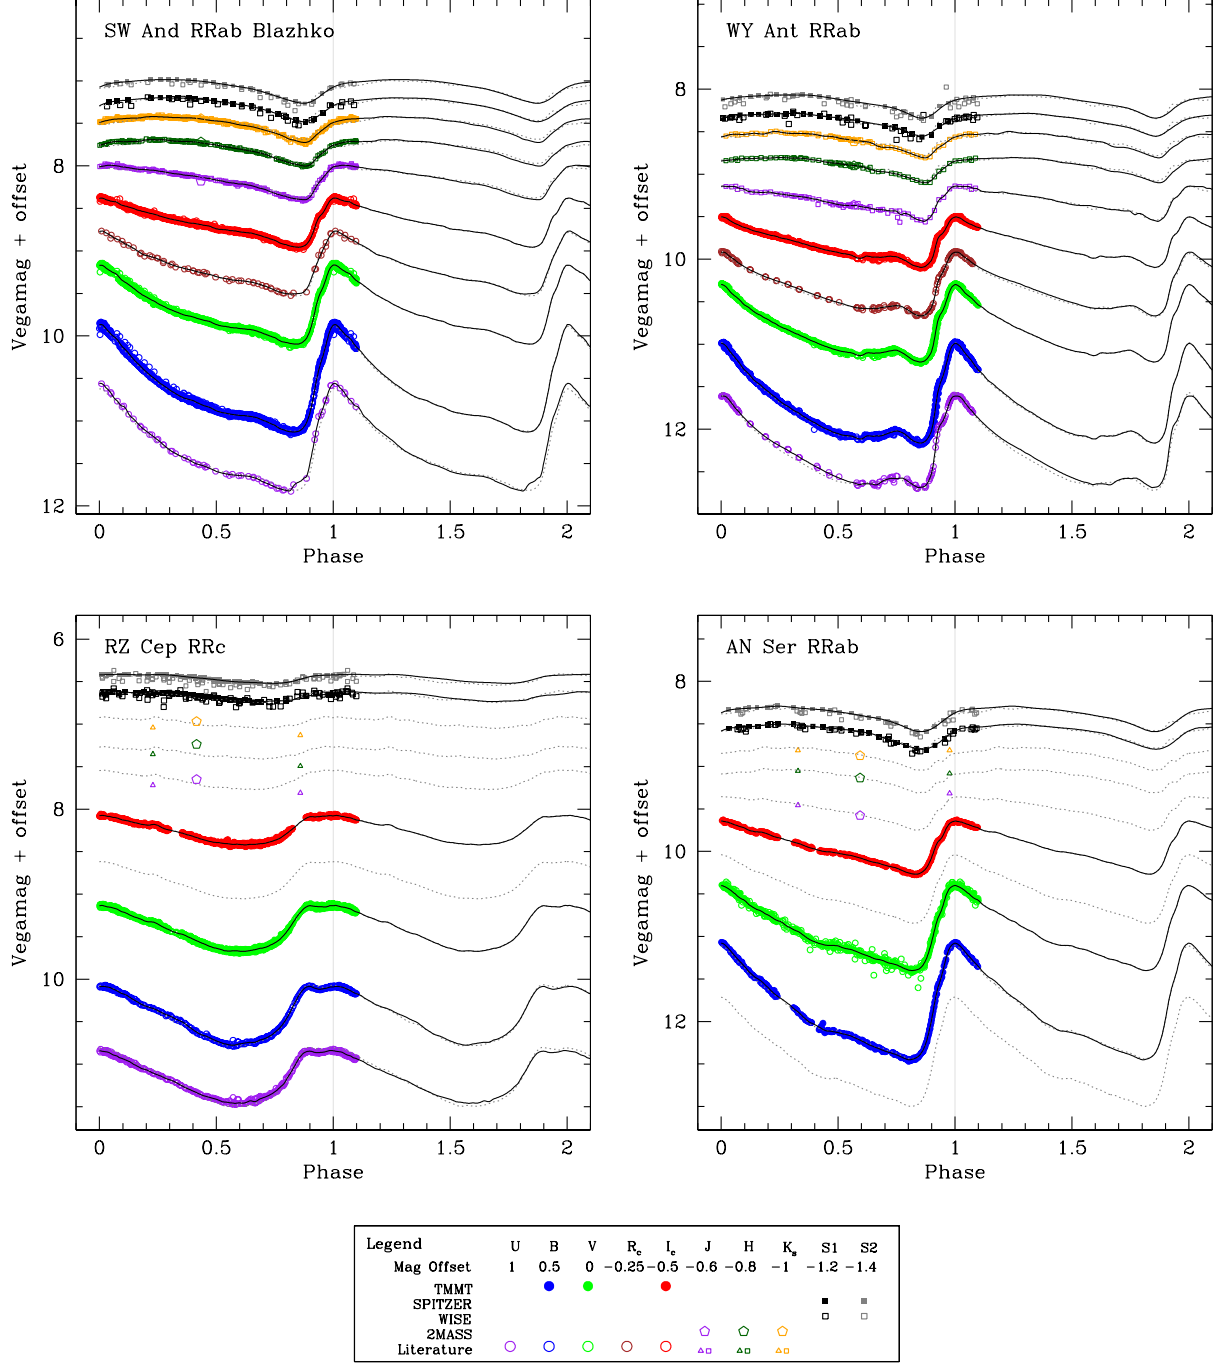 SW And RRab Blazhko
WY Ant RRab
Vegamag + offset
8
10
12
0
0.5
1
1.5
2
Phase
Vegamag + offset
8
10
12
0
0.5
1
1.5
2
Phase
RZ Cep RRc
AN Ser RRab
Vegamag + offset
6
8
10
0
0.5
1
1.5
2
Phase
Vegamag + offset
8
10
12
0
0.5
1
1.5
2
Phase
Legend U B V Rc Ic J H Ks S1 S2
Mag Offset 1 0.5 0 -0.25 -0.5 -0.6 -0.8 -1 -1.2 -1.4
TMMT
SPITZER
WISE
2MASS
Literature